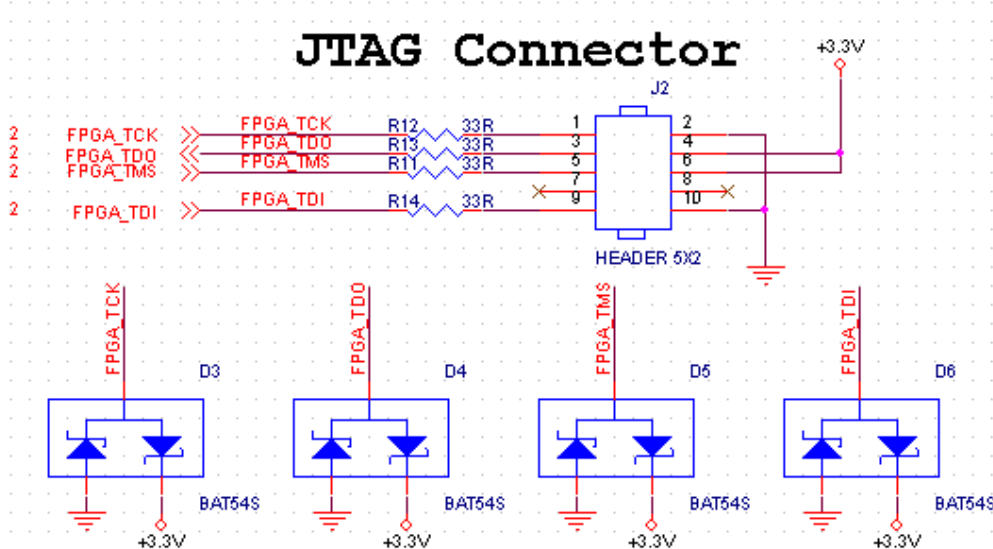 JTAG Connector
+3.3V
J2
2 FPGA_TCK FPGA_TCK R12 33R 1 2
2 FPGA_TDO FPGA_TDO R13 33R 3 4
2 FPGA_TMS FPGA_TMS R11 33R 5 6
7 8
2 FPGA_TDI FPGA_TDI R14 33R 9 10
HEADER 5X2
FPGA_TCK FPGA_TDO FPGA_TMS FPGA_TDI
D3 D4 D5 D6
BAT54S BAT54S BAT54S BAT54S
+3.3V +3.3V +3.3V +3.3V